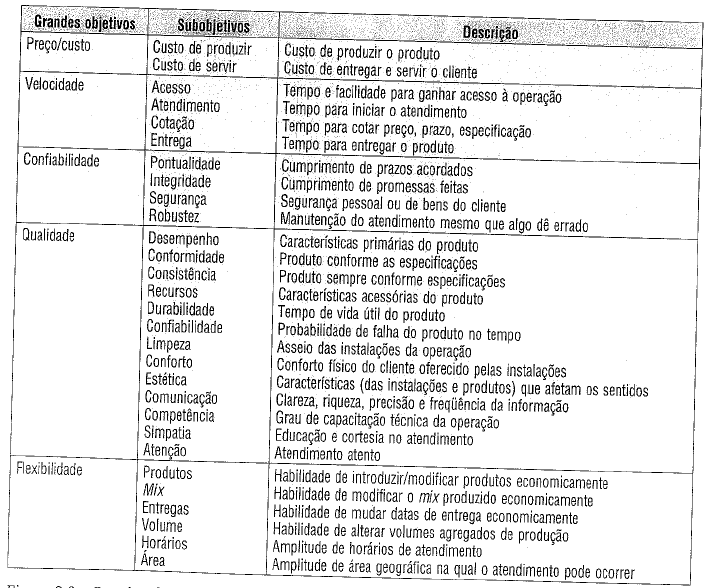 Grandes objetivos Subobjetivos Descrição
Preço/custo Custo de produzir Custo de produzir o produto
Custo de servir Custo de entregar e servir o cliente
Velocidade Acesso Tempo e facilidade para ganhar acesso à operação
Atendimento Tempo para iniciar o atendimento
Cotação Tempo para cotar preço, prazo, especificação
Entrega Tempo para entregar o produto
Confiabilidade Pontualidade Cumprimento de prazos acordados
Integridade Cumprimento de promessas feitas
Segurança Segurança pessoal ou de bens do cliente
Robustez Manutenção do atendimento mesmo que algo dê errado
Qualidade Desempenho Características primárias do produto
Conformidade Produto conforme as especificações
Consistência Produto sempre conforme especificações
Recursos Características acessórias do produto
Durabilidade Tempo de vida útil do produto
Confiabilidade Probabilidade de falha do produto no tempo
Limpeza Asseio das instalações da operação
Conforto Conforto físico do cliente oferecido pelas instalações
Estética Características (das instalações e produtos) que afetam os sentidos
Comunicação Clareza, riqueza, precisão e freqüência da informação
Competência Grau de capacitação técnica da operação
Simpatia Educação e cortesia no atendimento
Atenção Atendimento atento
Flexibilidade Produtos Habilidade de introduzir/modificar produtos economicamente
Mix Habilidade de modificar o mix produzido economicamente
Entregas Habilidade de mudar datas de entrega economicamente
Volume Habilidade de alterar volumes agregados de produção
Horários Amplitude de horários de atendimento
Área Amplitude de área geográfica na qual o atendimento pode ocorrer